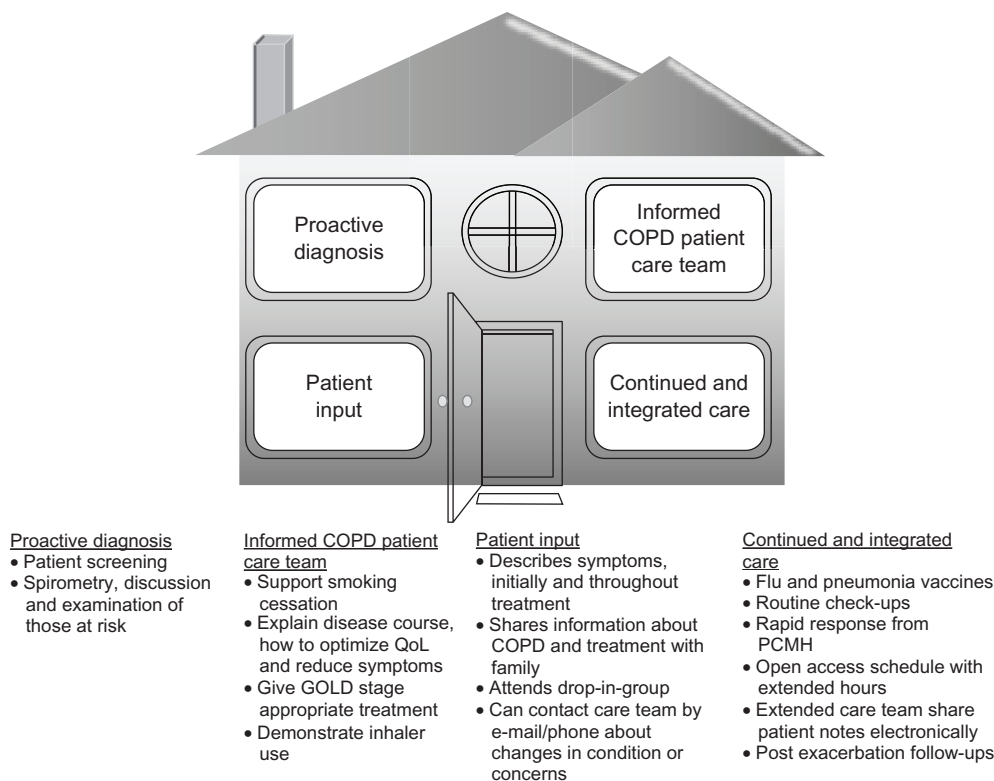 Proactive
diagnosis
Informed
COPD patient
care team
Patient
input
Continued and
integrated care
Proactive diagnosis
• Patient screening
• Spirometry, discussion
and examination of
those at risk
Informed COPD patient
care team
• Support smoking
cessation
• Explain disease course,
how to optimize QoL
and reduce symptoms
• Give GOLD stage
appropriate treatment
• Demonstrate inhaler
use
Patient input
• Describes symptoms,
initially and throughout
treatment
• Shares information about
COPD and treatment with
family
• Attends drop-in-group
• Can contact care team by
e-mail/phone about
changes in condition or
concerns
Continued and integrated
care
• Flu and pneumonia vaccines
• Routine check-ups
• Rapid response from
PCMH
• Open access schedule with
extended hours
• Extended care team share
patient notes electronically
• Post exacerbation follow-ups